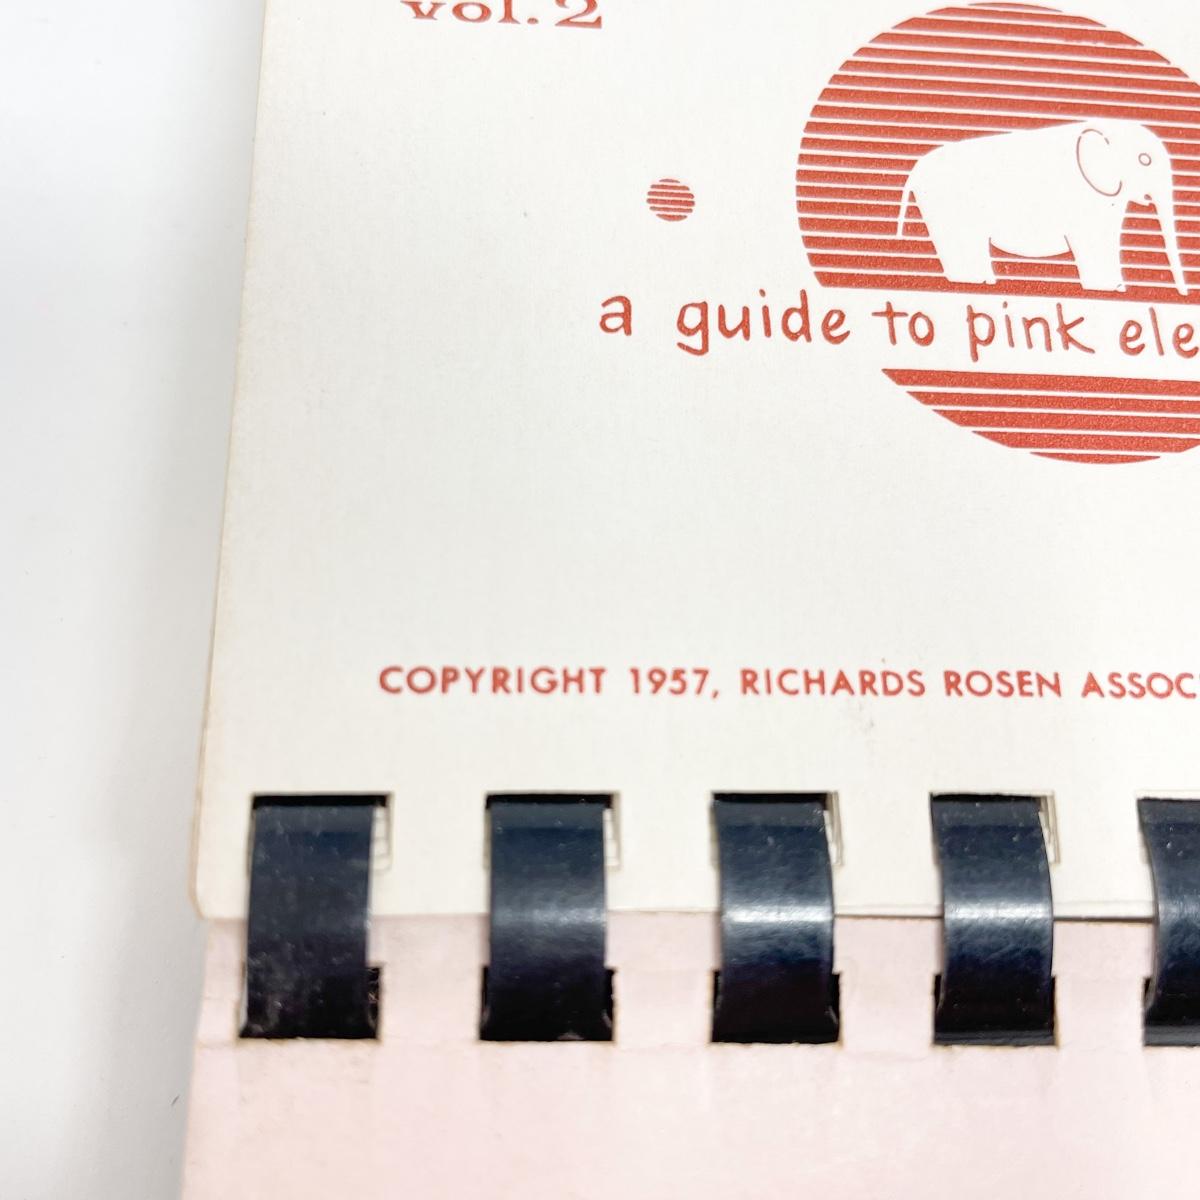 vol. 2
a guide to pink ele
COPYRIGHT 1957, RICHARDS ROSEN ASSOC